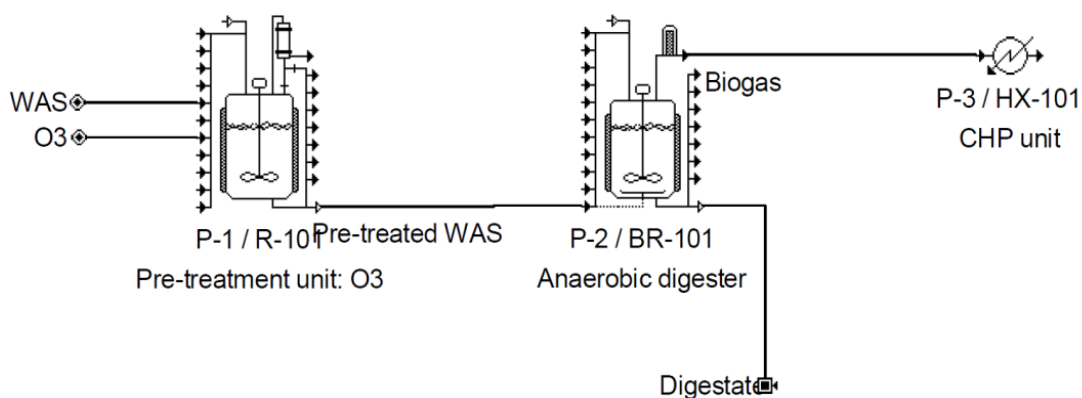 WAS
O3
P-1 / R-101
Pre-treatment unit: O3
Pre-treated WAS
P-2 / BR-101
Anaerobic digester
Biogas
P-3 / HX-101
CHP unit
Digestate